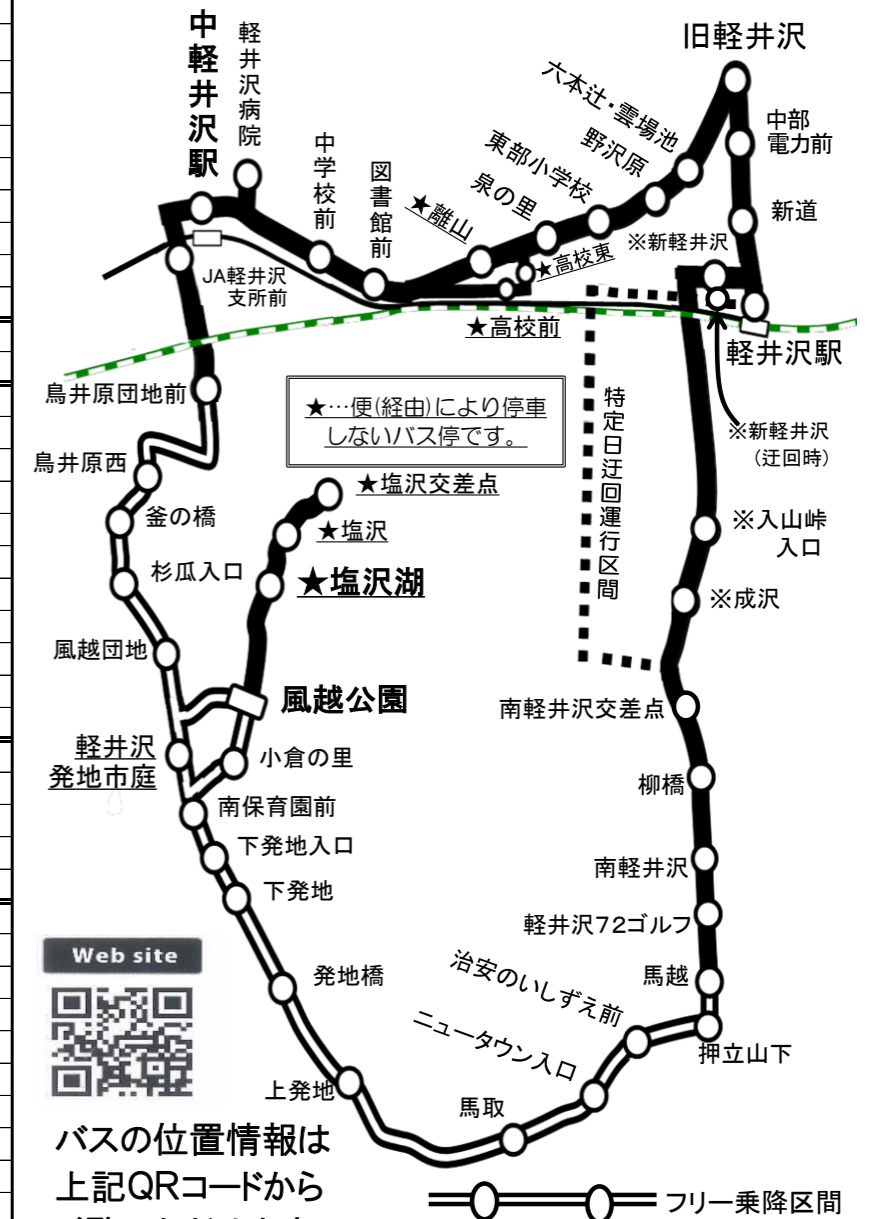 旧軽井沢
中軽井沢駅
軽井沢病院
六本辻・雲場池
中部
電力前
中学校前
野沢原
東部小学校
図書館前
泉の里
★離山
新道
※新軽井沢
★高校東
JA軽井沢
支所前
★高校前
軽井沢駅
鳥井原団地前
★…便(経由)により停車
しないバス停です。
特定日迂回運行区間
※新軽井沢
(迂回時)
鳥井原西
★塩沢交差点
釜の橋
★塩沢
※入山峠
入口
杉瓜入口
★塩沢湖
※成沢
風越団地
風越公園
南軽井沢交差点
軽井沢
発地市庭
小倉の里
柳橋
南保育園前
下発地入口
南軽井沢
下発地
軽井沢72ゴルフ
Web site
発地橋
治安のいしずえ前
馬越
ニュータウン入口
押立山下
上発地
馬取
バスの位置情報は
上記QRコードから
フリー乗降区間